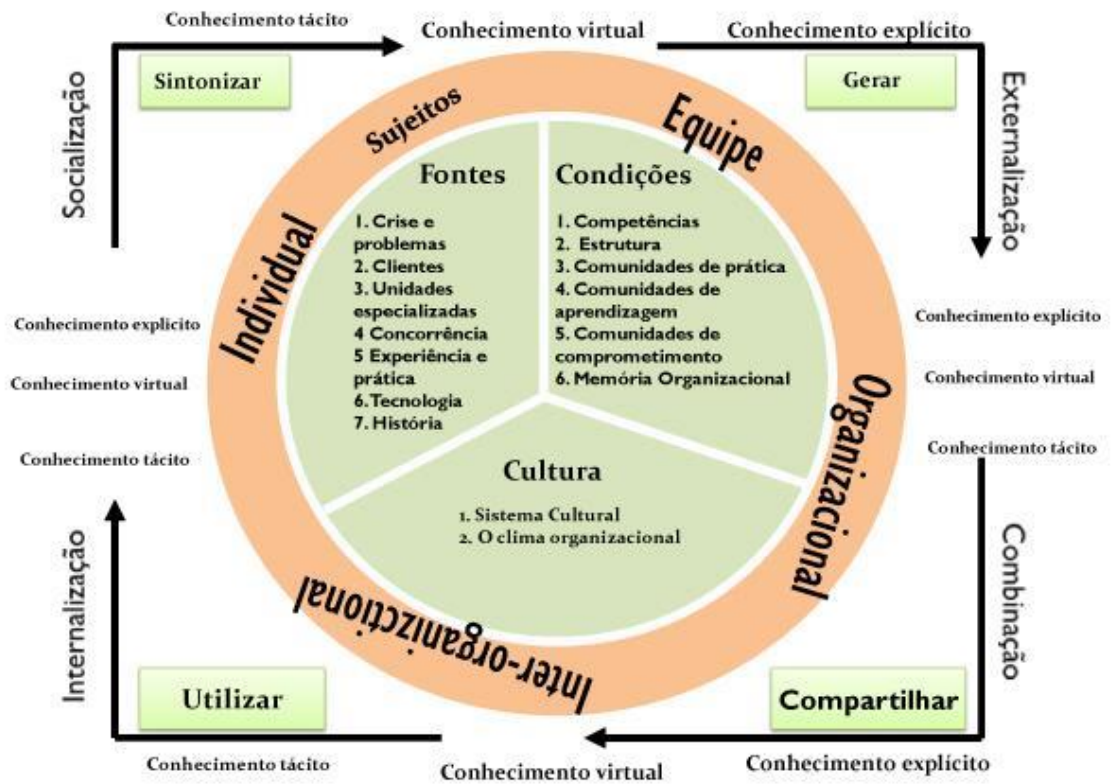 Conhecimento tácito
Conhecimento virtual
Conhecimento explícito
Sintonizar
Gerar
Socialização
Externalização
Sujeitos
Equipe
Individual
Organizacional
Inter-organizctional
Fontes
1. Crise e
problemas
2. Clientes
3. Unidades
especializadas
4 Concorrência
5 Experiência e
prática
6. Tecnologia
7. História
Condições
1. Competências
2. Estrutura
3. Comunidades de prática
4. Comunidades de
aprendizagem
5. Comunidades de
comprometimento
6. Memória Organizacional
Cultura
1. Sistema Cultural
2. O clima organizacional
Conhecimento explícito
Conhecimento virtual
Conhecimento tácito
Conhecimento explícito
Conhecimento virtual
Conhecimento tácito
Internalização
Combinação
Utilizar
Compartilhar
Conhecimento tácito
Conhecimento virtual
Conhecimento explícito